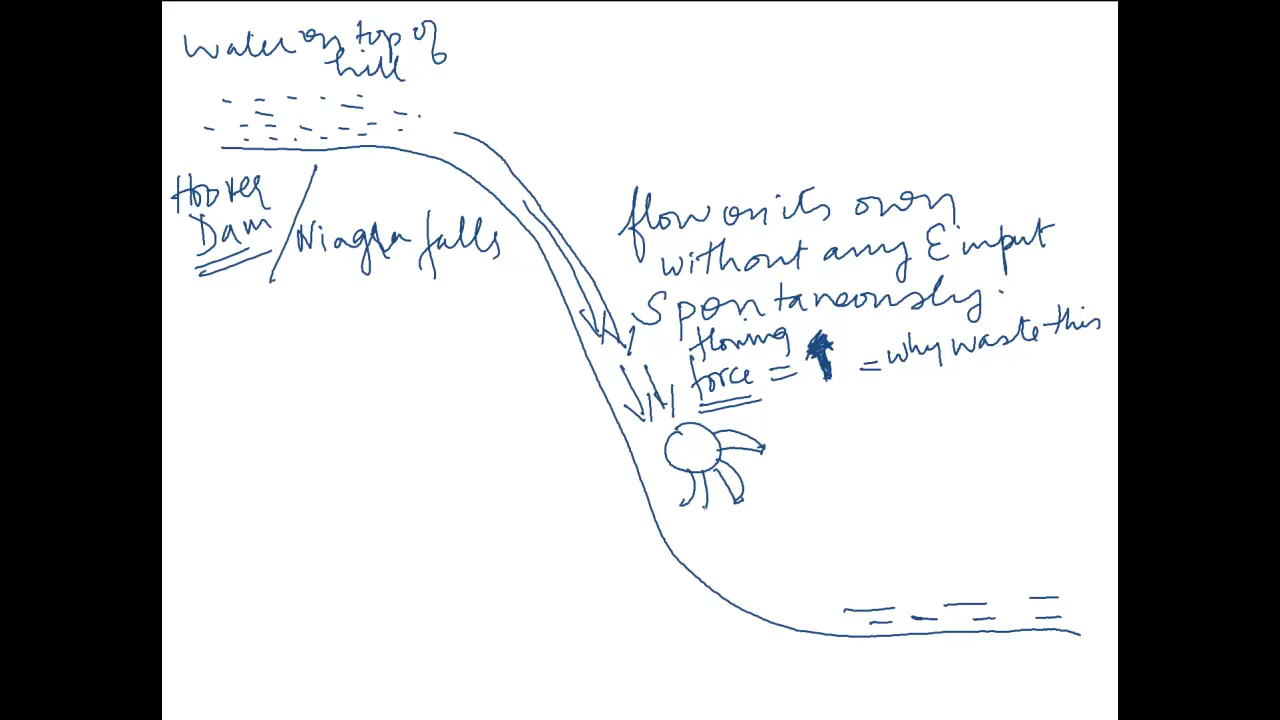 Water on top of
hill
Hoover
Dam / Niagra falls
flow on its own
without any E input
Spontaneously.
flowing
force = ↑ = why waste this